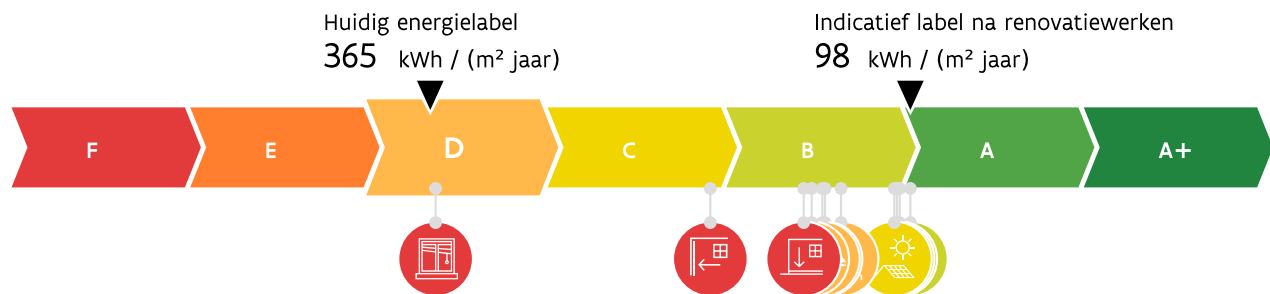 Huidig energielabel
365 kWh / (m² jaar)
Indicatief label na renovatiewerken
98 kWh / (m² jaar)
F E D C B A A+